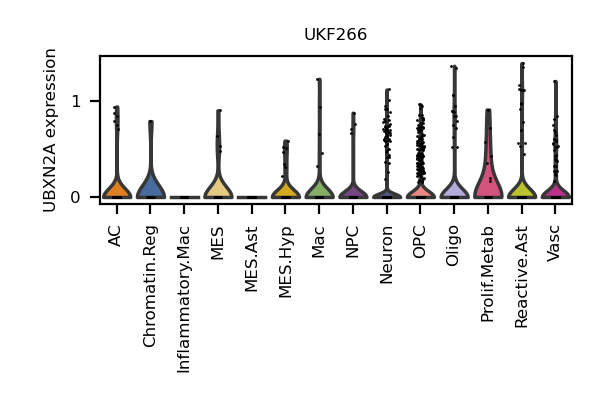 UKF266
UBXN2A expression
1
0
AC
Chromatin.Reg
Inflammatory.Mac
MES
MES.Ast
MES.Hyp
Mac
NPC
Neuron
OPC
Oligo
Prolif.Metab
Reactive.Ast
Vasc